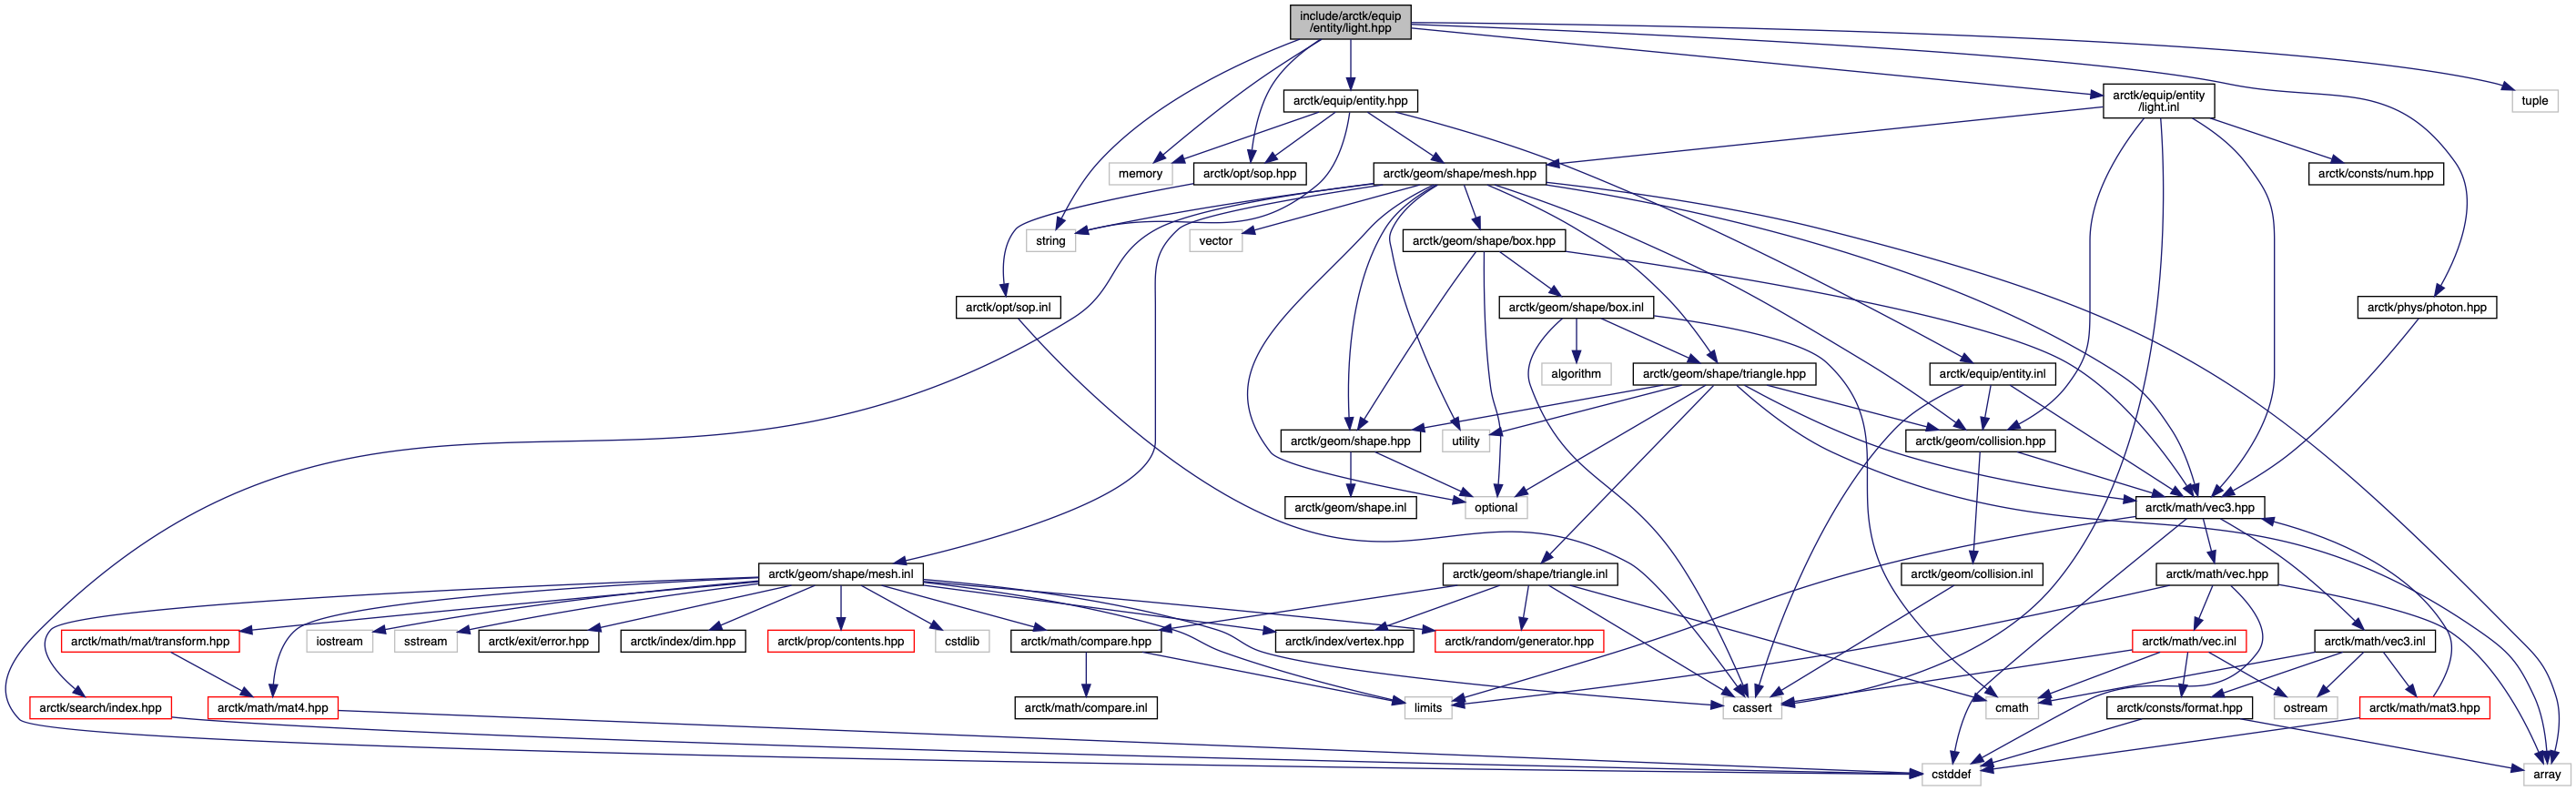 include/arctk/equip
/entity/light.hpp
arctk/equip/entity.hpp
arctk/equip/entity
/light.inl
tuple
memory
arctk/opt/sop.hpp
arctk/geom/shape/mesh.hpp
arctk/consts/num.hpp
string
vector
arctk/geom/shape/box.hpp
arctk/opt/sop.inl
arctk/geom/shape/box.inl
arctk/phys/photon.hpp
algorithm
arctk/geom/shape/triangle.hpp
arctk/equip/entity.inl
arctk/geom/shape.hpp
utility
arctk/geom/collision.hpp
arctk/geom/shape.inl
optional
arctk/math/vec3.hpp
arctk/geom/shape/mesh.inl
arctk/geom/shape/triangle.inl
arctk/geom/collision.inl
arctk/math/vec.hpp
arctk/math/mat/transform.hpp
iostream
sstream
arctk/exit/error.hpp
arctk/index/dim.hpp
arctk/prop/contents.hpp
cstdlib
arctk/math/compare.hpp
arctk/index/vertex.hpp
arctk/random/generator.hpp
arctk/math/vec.inl
arctk/math/vec3.inl
arctk/search/index.hpp
arctk/math/mat4.hpp
arctk/math/compare.inl
limits
cassert
cmath
arctk/consts/format.hpp
ostream
arctk/math/mat3.hpp
cstddef
array